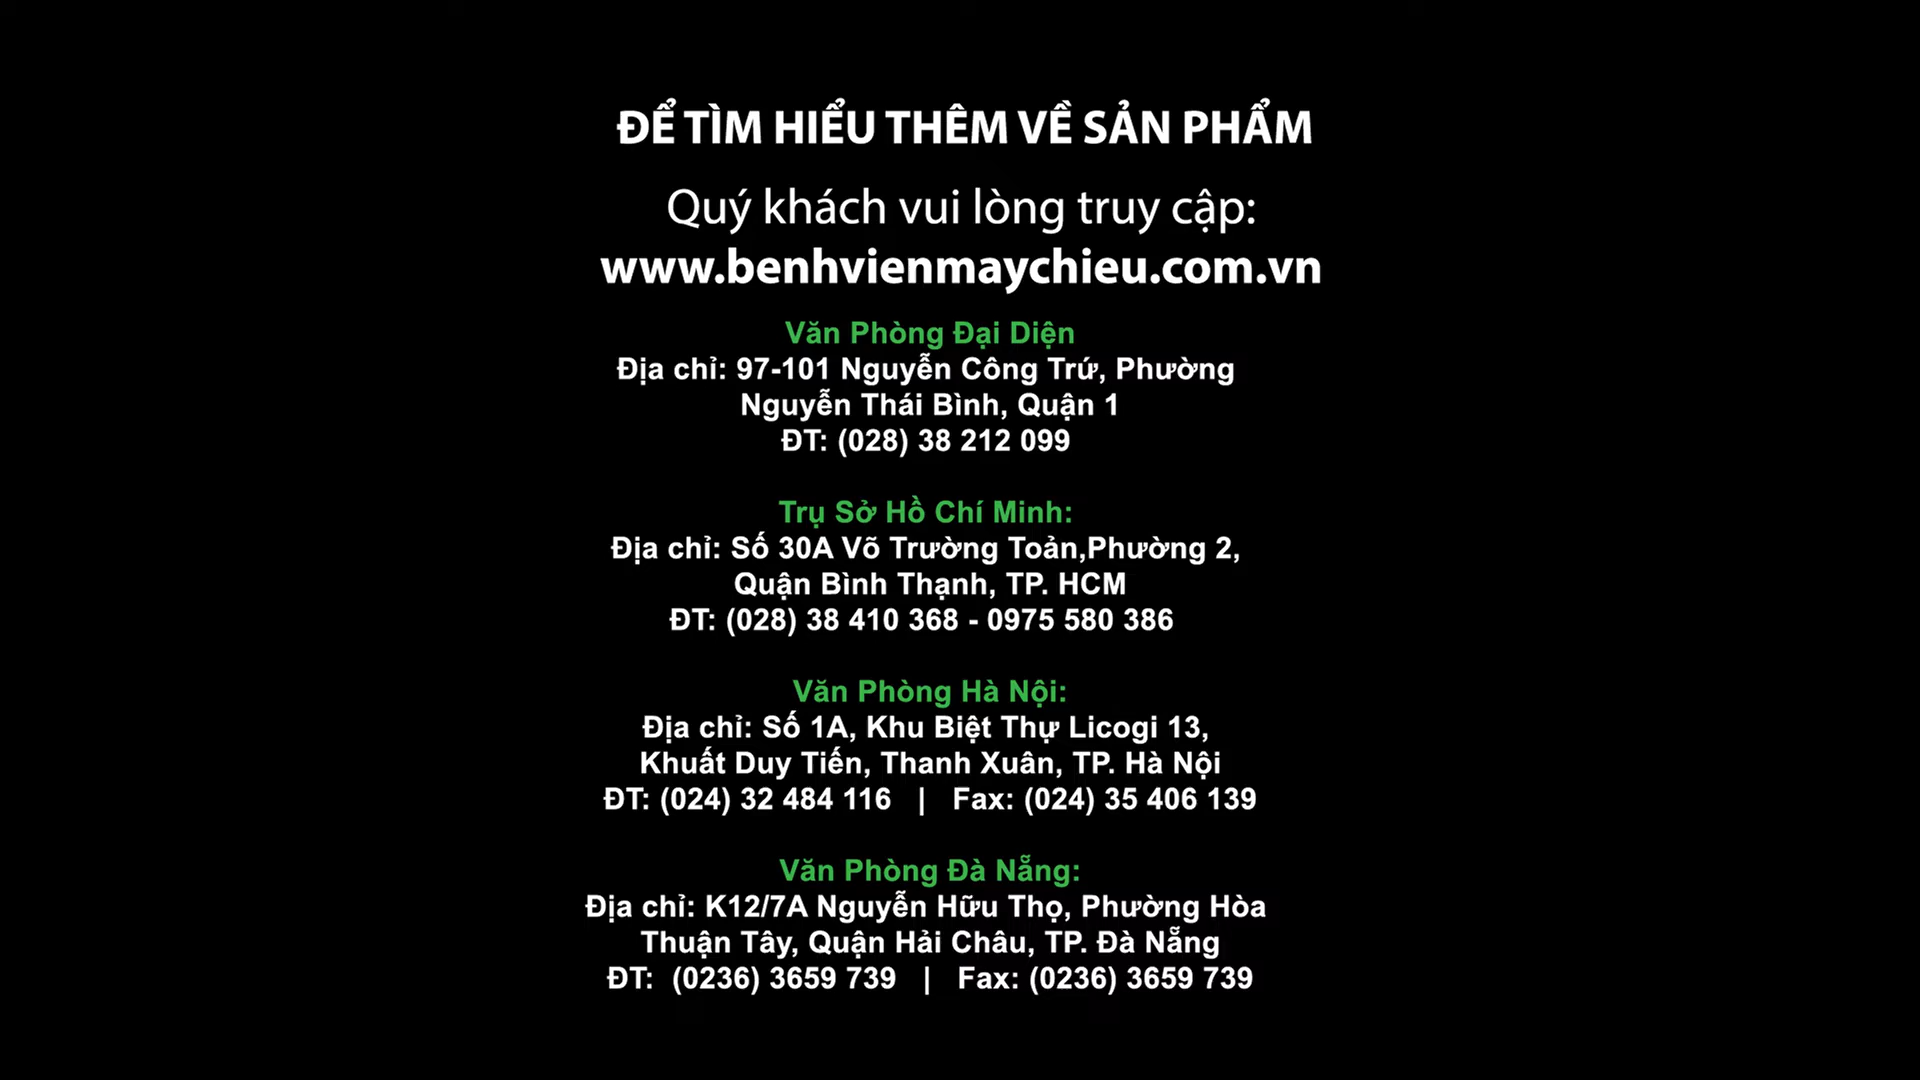 ĐỂ TÌM HIỂU THÊM VỀ SẢN PHẨM
Quý khách vui lòng truy cập:
www.benhvienmaychieu.com.vn
Văn Phòng Đại Diện
Địa chỉ: 97-101 Nguyễn Công Trứ, Phường
Nguyễn Thái Bình, Quận 1
ĐT: (028) 38 212 099
Trụ Sở Hồ Chí Minh:
Địa chỉ: Số 30A Võ Trường Toản,Phường 2,
Quận Bình Thạnh, TP. HCM
ĐT: (028) 38 410 368 - 0975 580 386
Văn Phòng Hà Nội:
Địa chỉ: Số 1A, Khu Biệt Thự Licogi 13,
Khuất Duy Tiến, Thanh Xuân, TP. Hà Nội
ĐT: (024) 32 484 116 | Fax: (024) 35 406 139
Văn Phòng Đà Nẵng:
Địa chỉ: K12/7A Nguyễn Hữu Thọ, Phường Hòa
Thuận Tây, Quận Hải Châu, TP. Đà Nẵng
ĐT: (0236) 3659 739 | Fax: (0236) 3659 739